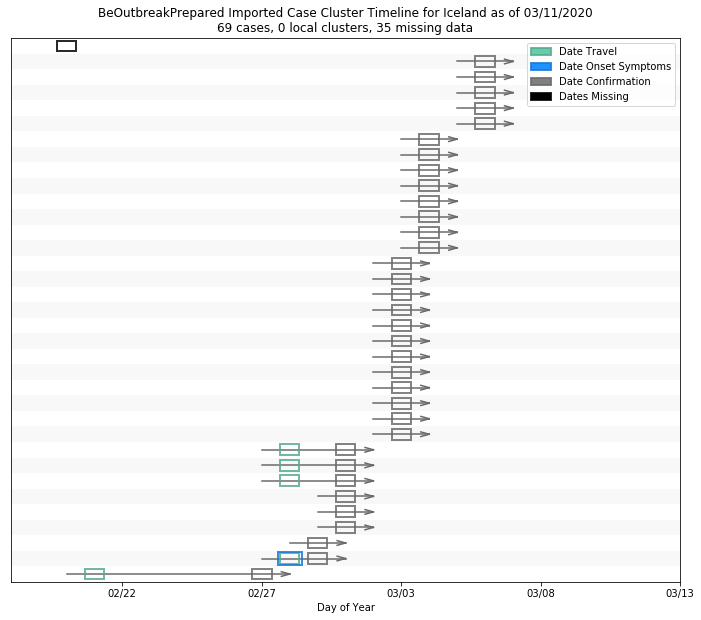 BeOutbreakPrepared Imported Case Cluster Timeline for Iceland as of 03/11/2020
69 cases, 0 local clusters, 35 missing data
Date Travel
Date Onset Symptoms
Date Confirmation
Dates Missing
02/22 02/27 03/03 03/08 03/13
Day of Year